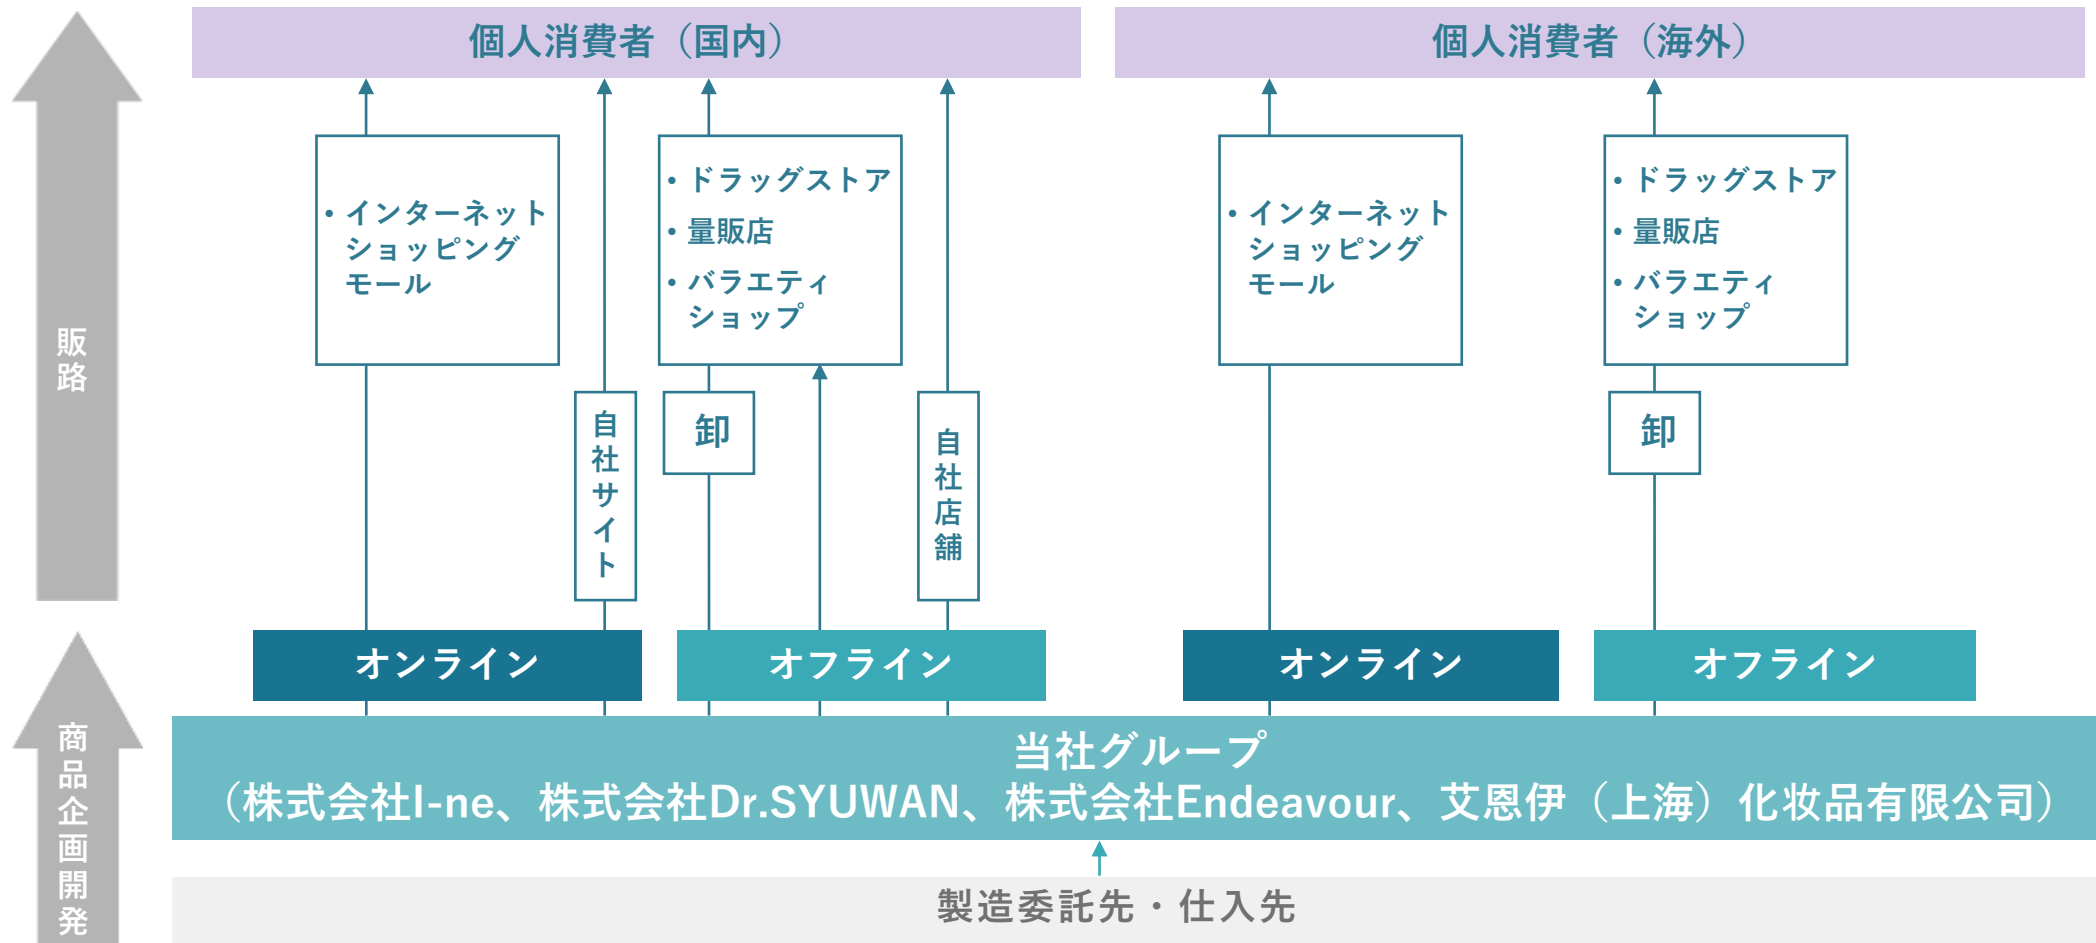 個人消費者（国内）
個人消費者（海外）
・インターネット
ショッピング
モール
・ドラッグストア
・量販店
・バラエティ
ショップ
・インターネット
ショッピング
モール
・ドラッグストア
・量販店
・バラエティ
ショップ
販路
自社サイト
卸
自社店舗
卸
オンライン
オフライン
オンライン
オフライン
商品企画開発
当社グループ
（株式会社I-ne、株式会社Dr.SYUWAN、株式会社Endeavour、艾恩伊（上海）化妆品有限公司）
製造委託先・仕入先